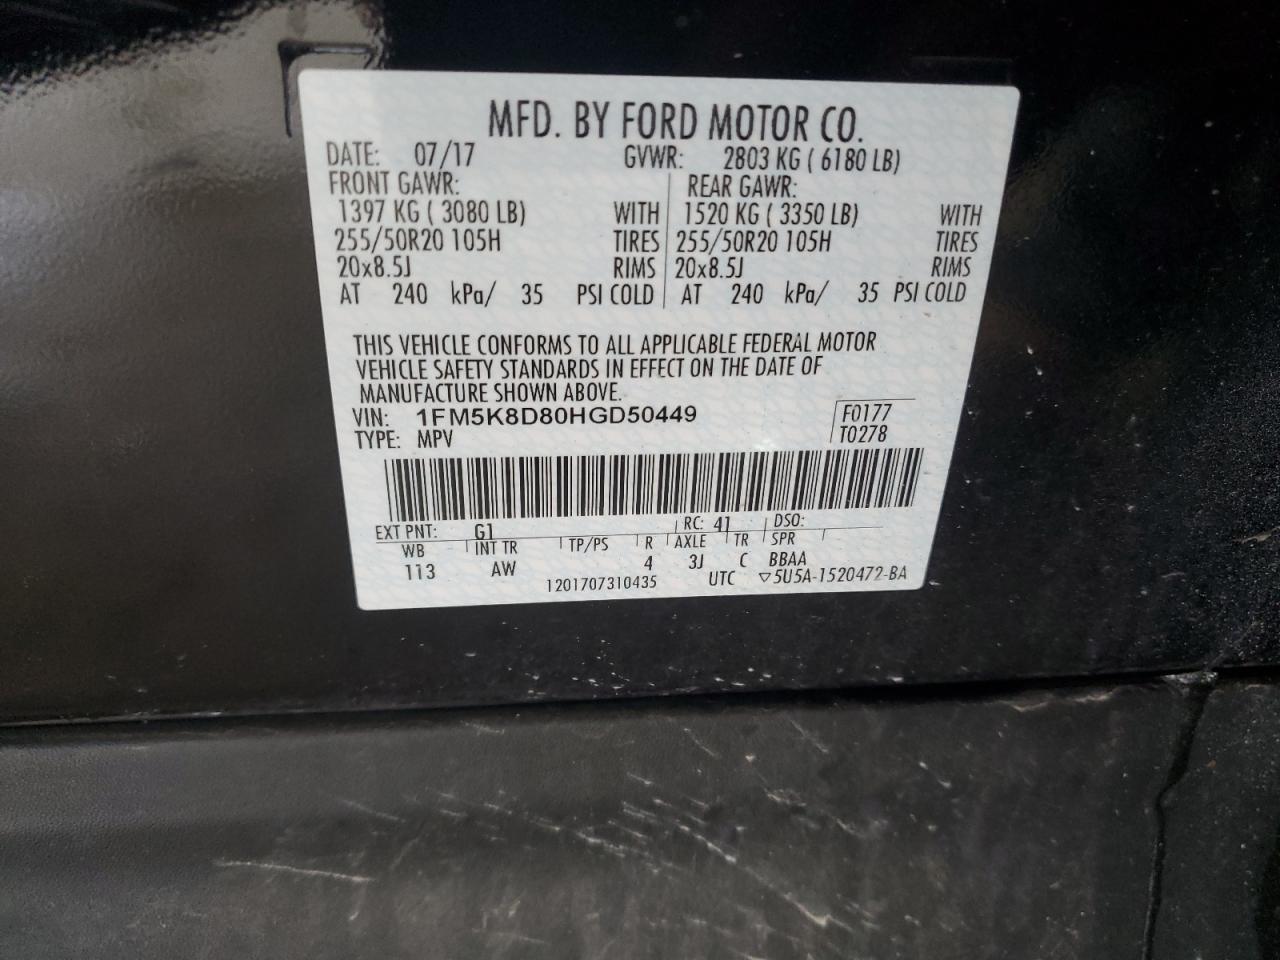 MFD. BY FORD MOTOR CO.
DATE: 07/17 GVWR: 2803 KG ( 6180 LB)
FRONT GAWR: REAR GAWR:
1397 KG ( 3080 LB) WITH 1520 KG ( 3350 LB) WITH
255/50R20 105H TIRES 255/50R20 105H TIRES
20x8.5J RIMS 20x8.5J RIMS
AT 240 kPa/ 35 PSI COLD AT 240 kPa/ 35 PSI COLD
THIS VEHICLE CONFORMS TO ALL APPLICABLE FEDERAL MOTOR
VEHICLE SAFETY STANDARDS IN EFFECT ON THE DATE OF
MANUFACTURE SHOWN ABOVE.
VIN: 1FM5K8D80HGD50449 F0177
TYPE: MPV T0278
EXT PNT: G1 RC: 41 DSO:
WB INT TR TP/PS R AXLE TR SPR
113 AW 4 3J C BBAA
1201707310435 UTC ▽5U5A-1520472-BA